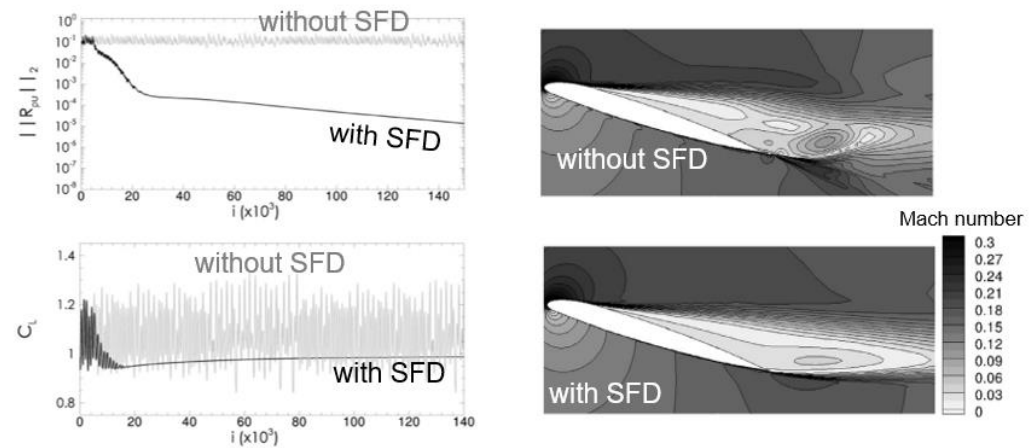 without SFD
10⁰
10⁻¹
10⁻²
10⁻³
10⁻⁴
10⁻⁵
10⁻⁶
10⁻⁷
10⁻⁸
||R_ρU||₂
with SFD
0 20 40 60 80 100 120 140
i (x10³)
without SFD
1.4
1.2
1
0.8
C_L
with SFD
0 20 40 60 80 100 120 140
i (x10³)
without SFD
Mach number
0.3
0.27
0.24
0.21
0.18
0.15
0.12
0.09
0.06
0.03
0
with SFD